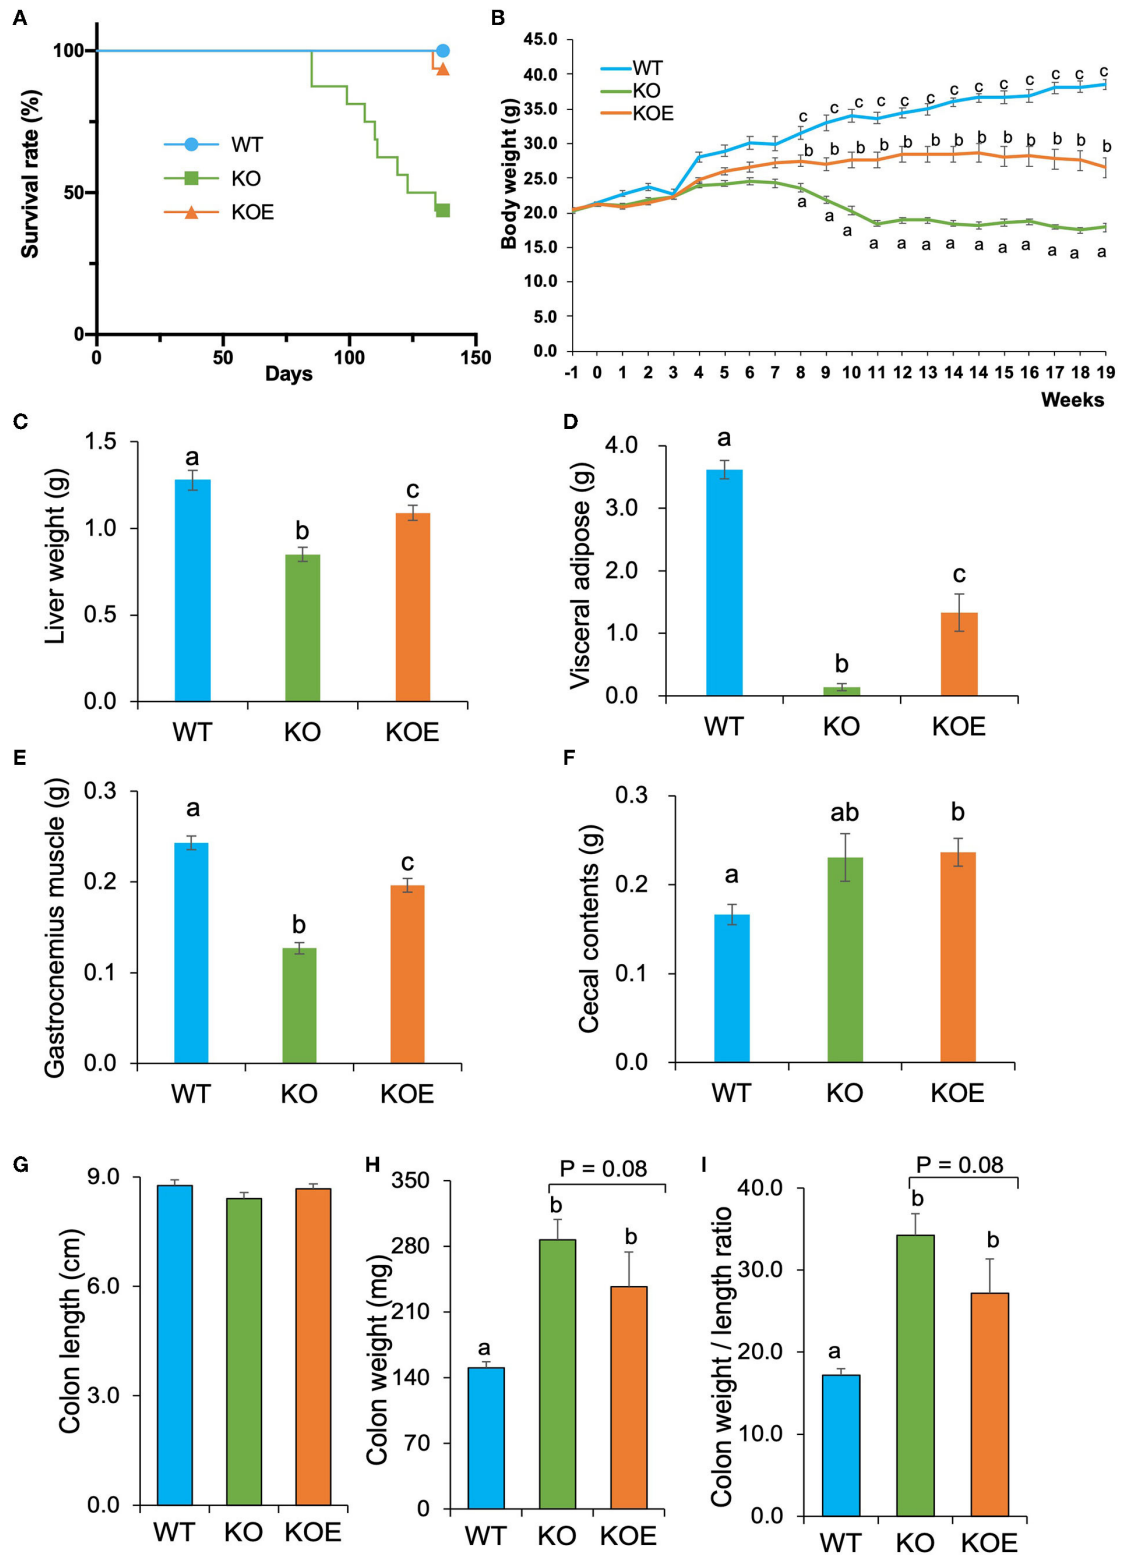 A
Survival rate (%)
100
50
0
0 50 100 150
Days
WT
KO
KOE
B
Body weight (g)
45.0
40.0
35.0
30.0
25.0
20.0
15.0
10.0
5.0
0.0
WT
KO
KOE
c c c c c c c c c c c c c
b b b b b b b b b b b b
a a a a a a a a a a a a a
-1 0 1 2 3 4 5 6 7 8 9 10 11 12 13 14 14 15 16 17 18 19
Weeks
C
Liver weight (g)
1.5
1.0
0.5
0.0
a
b
c
WT KO KOE
D
Visceral adipose (g)
4.0
3.0
2.0
1.0
0.0
a
b
c
WT KO KOE
E
Gastrocnemius muscle (g)
0.3
0.2
0.1
0.0
a
b
c
WT KO KOE
F
Cecal contents (g)
0.3
0.2
0.1
0.0
a
ab
b
WT KO KOE
G
Colon length (cm)
9.0
6.0
3.0
0.0
WT KO KOE
H
Colon weight (mg)
350
280
210
140
70
0
P = 0.08
a
b
b
WT KO KOE
I
Colon weight / length ratio
40.0
30.0
20.0
10.0
0.0
P = 0.08
a
b
b
WT KO KOE